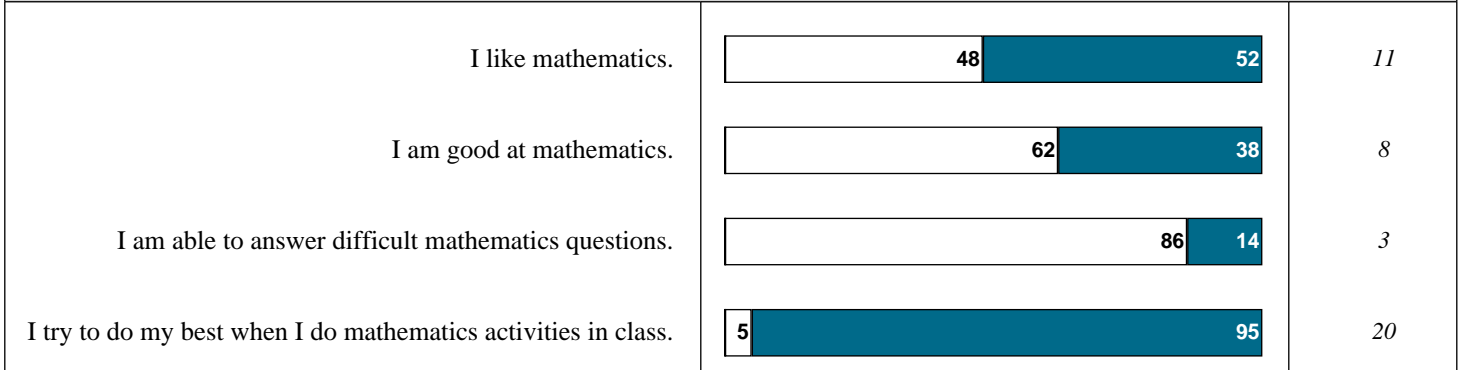 I like mathematics. 48 52 11
I am good at mathematics. 62 38 8
I am able to answer difficult mathematics questions. 86 14 3
I try to do my best when I do mathematics activities in class. 5 95 20